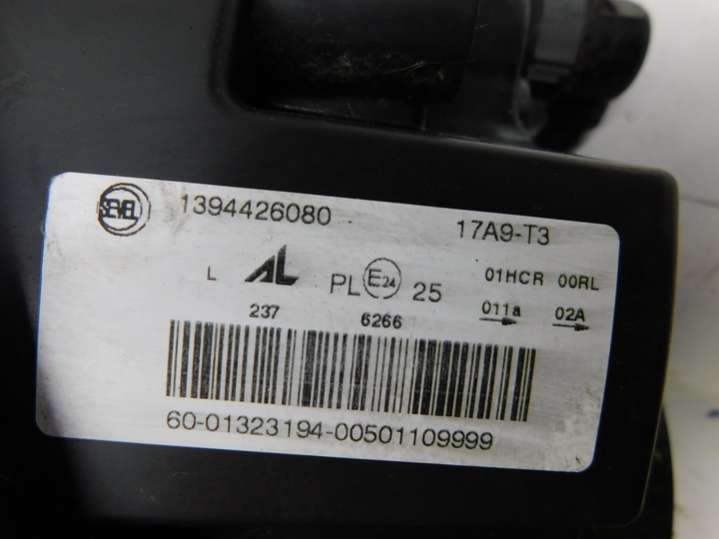 SEVEL 1394426080 17A9-T3
L AL PL E24 25 01HCR 00RL
237 6266 011a 02A
60-01323194-00501109999